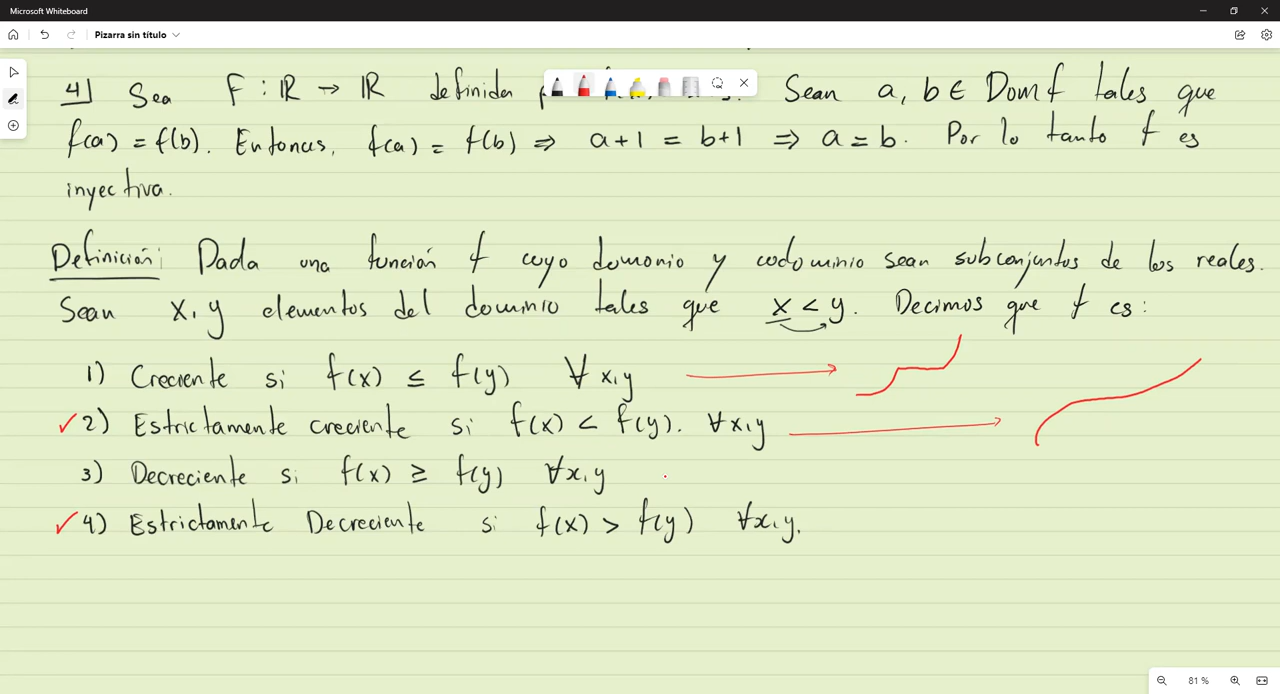 Microsoft Whiteboard
Pizarra sin título
4) Sea F : ℝ → ℝ definida Sean a, b ∈ Dom f tales que
f(a) = f(b). Entonces, f(a) = f(b) ⇒ a+1 = b+1 ⇒ a = b. Por lo tanto f es
inyectiva.
Definición: Dada una función f cuyo domonio y codominio sean subconjuntos de los reales.
Sean x, y elementos del dominio tales que x < y. Decimos que f es:
1) Creciente si f(x) ≤ f(y) ∀x,y
✓2) Estrictamente creciente si f(x) < f(y). ∀x,y
3) Decreciente si f(x) ≥ f(y) ∀x,y
✓4) Estrictamente Decreciente si f(x) > f(y) ∀x,y.
81 %